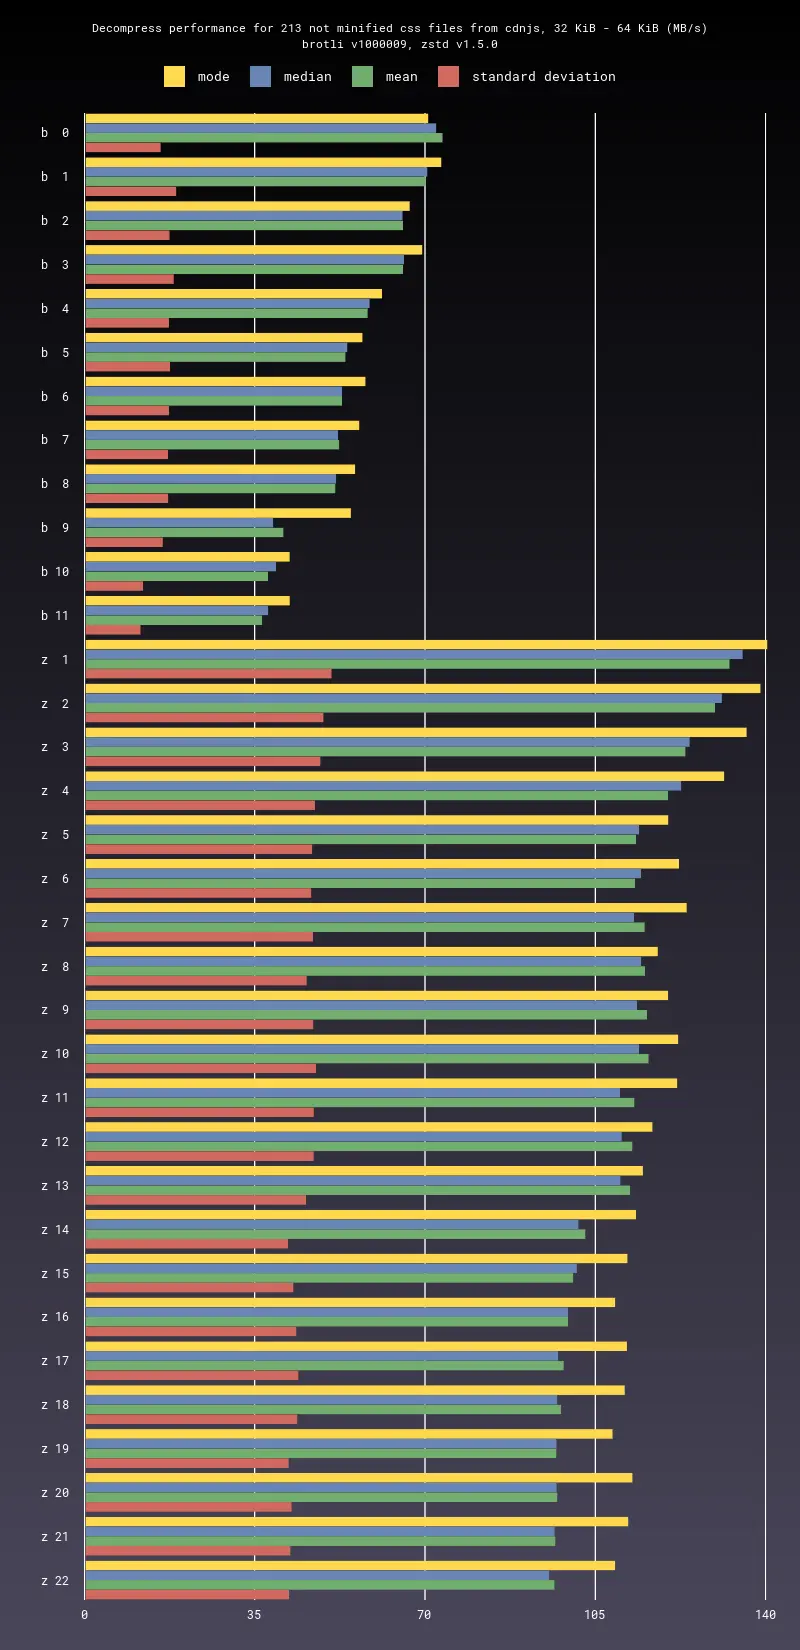 Decompress performance for 213 not minified css files from cdnjs, 32 KiB - 64 KiB (MB/s)
brotli v1000009, zstd v1.5.0
mode median mean standard deviation
b 0
b 1
b 2
b 3
b 4
b 5
b 6
b 7
b 8
b 9
b 10
b 11
z 1
z 2
z 3
z 4
z 5
z 6
z 7
z 8
z 9
z 10
z 11
z 12
z 13
z 14
z 15
z 16
z 17
z 18
z 19
z 20
z 21
z 22
0 35 70 105 140